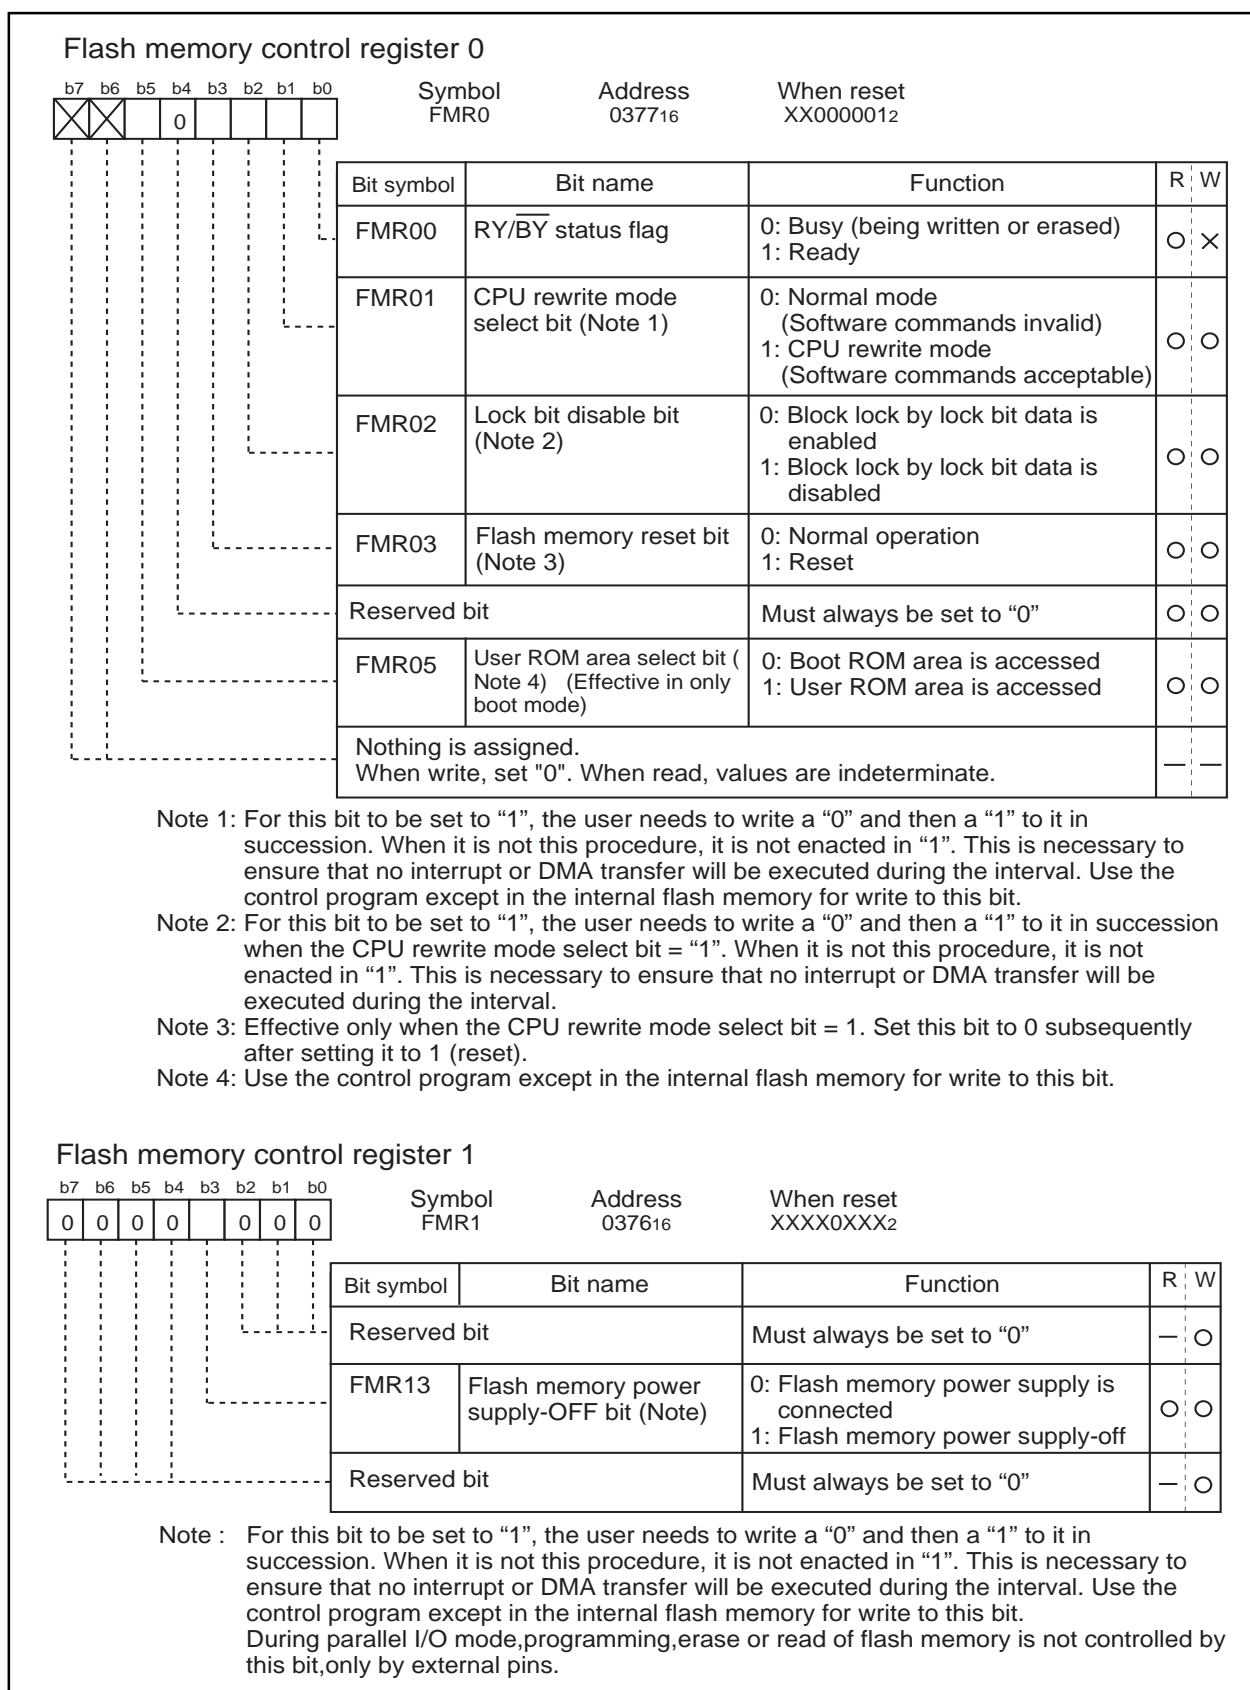 Flash memory control register 0
b7 b6 b5 b4 b3 b2 b1 b0
0
Symbol Address When reset
FMR0 037716 XX0000012
Bit symbol Bit name Function R W
FMR00 RY/BY status flag 0: Busy (being written or erased)
1: Ready
FMR01 CPU rewrite mode 0: Normal mode
select bit (Note 1) (Software commands invalid)
1: CPU rewrite mode
(Software commands acceptable)
FMR02 Lock bit disable bit 0: Block lock by lock bit data is
(Note 2) enabled
1: Block lock by lock bit data is
disabled
FMR03 Flash memory reset bit 0: Normal operation
(Note 3) 1: Reset
Reserved bit Must always be set to “0”
FMR05 User ROM area select bit ( 0: Boot ROM area is accessed
Note 4) (Effective in only 1: User ROM area is accessed
boot mode)
Nothing is assigned.
When write, set "0". When read, values are indeterminate.
Note 1: For this bit to be set to “1”, the user needs to write a “0” and then a “1” to it in
succession. When it is not this procedure, it is not enacted in “1”. This is necessary to
ensure that no interrupt or DMA transfer will be executed during the interval. Use the
control program except in the internal flash memory for write to this bit.
Note 2: For this bit to be set to “1”, the user needs to write a “0” and then a “1” to it in succession
when the CPU rewrite mode select bit = “1”. When it is not this procedure, it is not
enacted in “1”. This is necessary to ensure that no interrupt or DMA transfer will be
executed during the interval.
Note 3: Effective only when the CPU rewrite mode select bit = 1. Set this bit to 0 subsequently
after setting it to 1 (reset).
Note 4: Use the control program except in the internal flash memory for write to this bit.
Flash memory control register 1
b7 b6 b5 b4 b3 b2 b1 b0
0 0 0 0 0 0 0
Symbol Address When reset
FMR1 037616 XXXX0XXX2
Bit symbol Bit name Function R W
Reserved bit Must always be set to “0”
FMR13 Flash memory power 0: Flash memory power supply is
supply-OFF bit (Note) connected
1: Flash memory power supply-off
Reserved bit Must always be set to “0”
Note : For this bit to be set to “1”, the user needs to write a “0” and then a “1” to it in
succession. When it is not this procedure, it is not enacted in “1”. This is necessary to
ensure that no interrupt or DMA transfer will be executed during the interval. Use the
control program except in the internal flash memory for write to this bit.
During parallel I/O mode,programming,erase or read of flash memory is not controlled by
this bit,only by external pins.